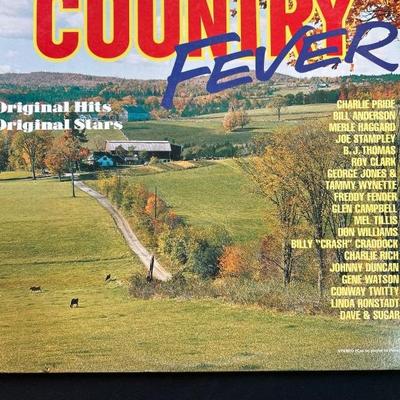 COUNTRY
FEVER
Original Hits
Original Stars
CHARLIE PRIDE
BILL ANDERSON
MERLE HAGGARD
JOE STAMPLEY
B.J. THOMAS
ROY CLARK
GEORGE JONES &
TAMMY WYNETTE
FREDDY FENDER
GLEN CAMPBELL
MEL TILLIS
DON WILLIAMS
BILLY "CRASH" CRADDOCK
CHARLIE RICH
JOHNNY DUNCAN
GENE WATSON
CONWAY TWITTY
LINDA RONSTADT
DAVE & SUGAR
STEREO